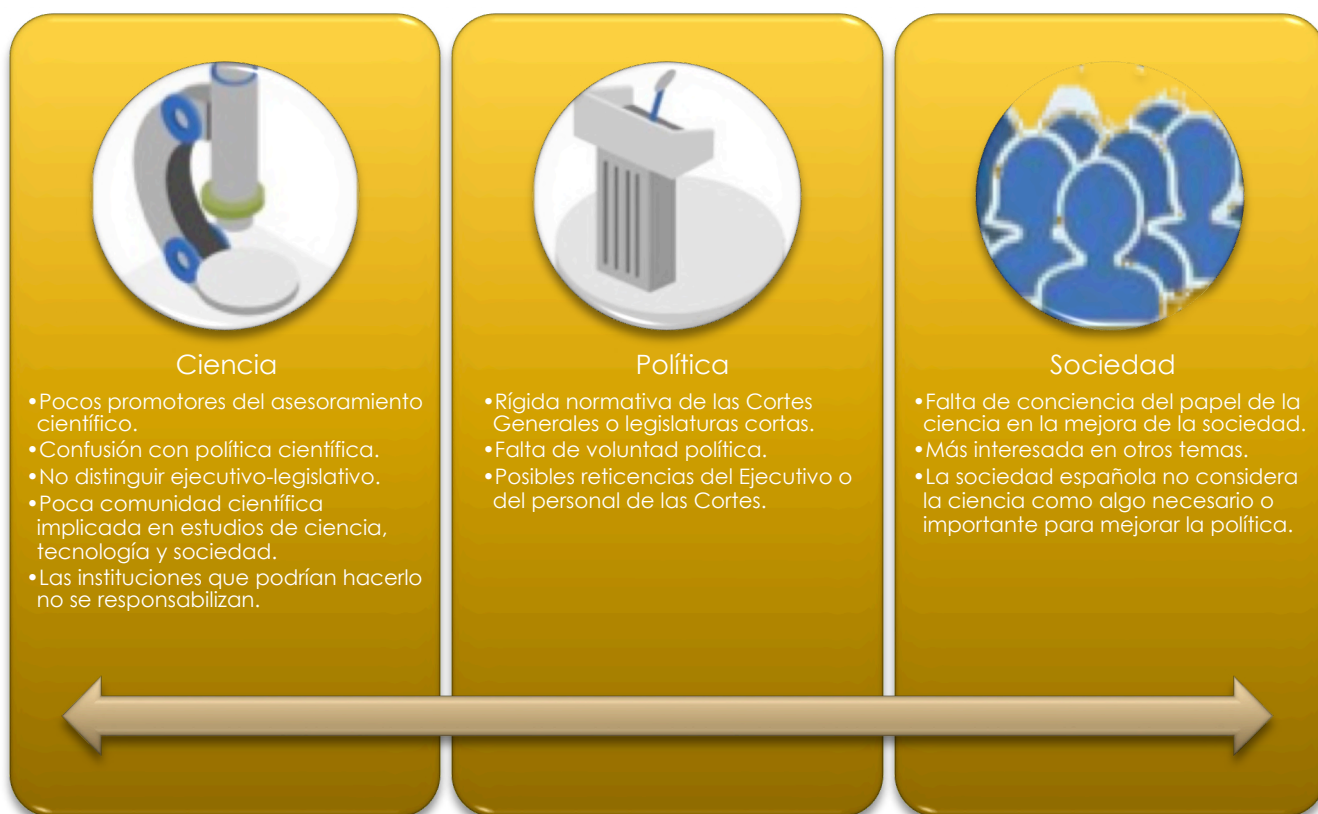 Ciencia
•Pocos promotores del asesoramiento
científico.
•Confusión con política científica.
•No distinguir ejecutivo-legislativo.
•Poca comunidad científica
implicada en estudios de ciencia,
tecnología y sociedad.
•Las instituciones que podrían hacerlo
no se responsabilizan.
Política
•Rígida normativa de las Cortes
Generales o legislaturas cortas.
•Falta de voluntad política.
•Posibles reticencias del Ejecutivo o
del personal de las Cortes.
Sociedad
•Falta de conciencia del papel de la
ciencia en la mejora de la sociedad.
•Más interesada en otros temas.
•La sociedad española no considera
la ciencia como algo necesario o
importante para mejorar la política.